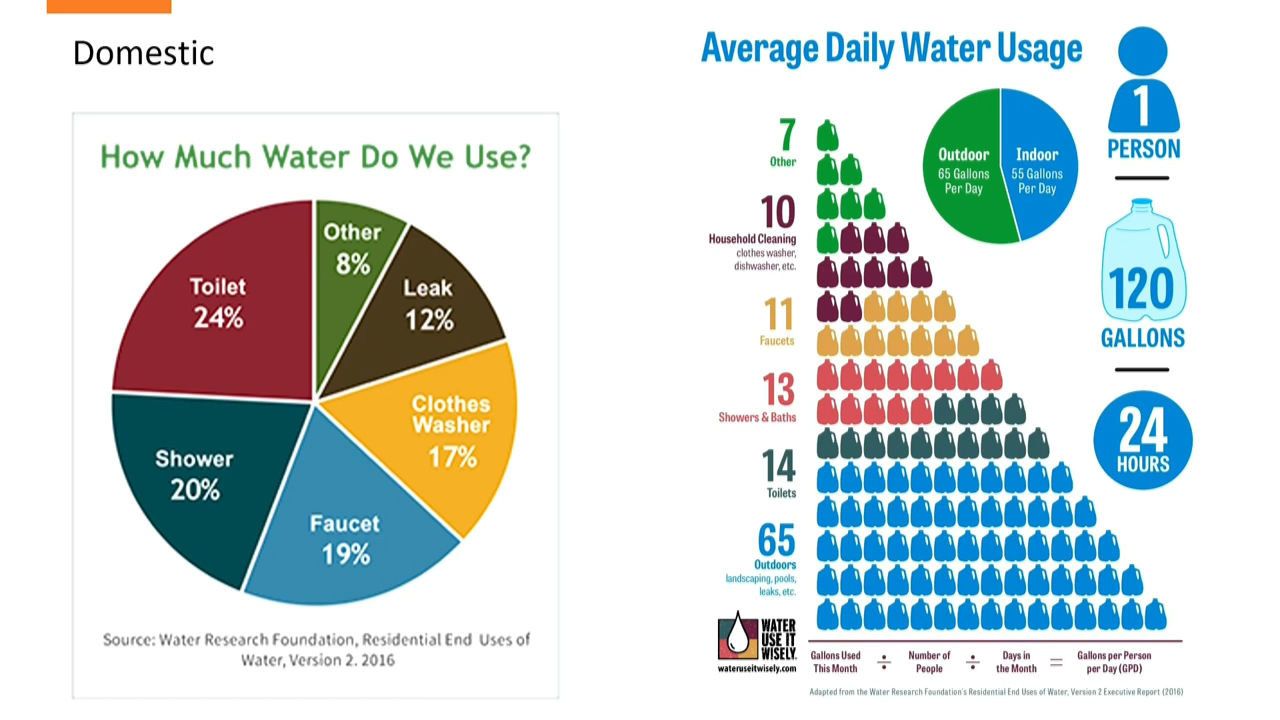 Domestic
How Much Water Do We Use?
Other
8%
Leak
12%
Clothes
Washer
17%
Faucet
19%
Shower
20%
Toilet
24%
Source: Water Research Foundation, Residential End Uses of
Water, Version 2. 2016
Average Daily Water Usage
7
Other
10
Household Cleaning
clothes washer,
dishwasher, etc.
11
Faucets
13
Showers & Baths
14
Toilets
65
Outdoors
landscaping, pools,
leaks, etc.
Outdoor
65 Gallons
Per Day
Indoor
55 Gallons
Per Day
1
PERSON
120
GALLONS
24
HOURS
WATER
USE IT
WISELY.
wateruseitwisely.com
Gallons Used
This Month
÷
Number of
People
÷
Days in
the Month
=
Gallons per Person
per Day (GPD)
Adapted from the Water Research Foundation's Residential End Uses of Water, Version 2 Executive Report (2016)